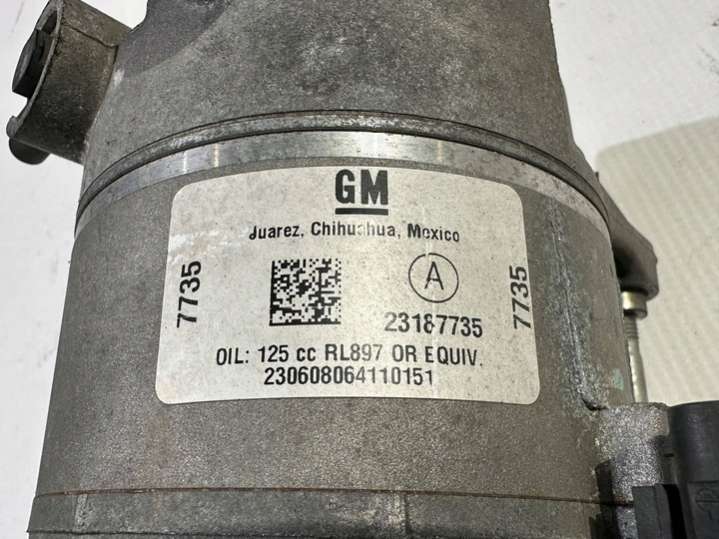 GM
Juarez, Chihuahua, Mexico
7735
A
7735
23187735
OIL: 125 cc RL897 OR EQUIV.
230608064110151